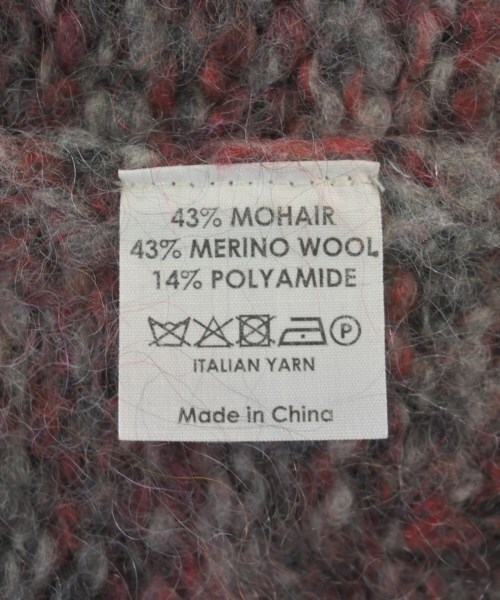 43% MOHAIR
43% MERINO WOOL
14% POLYAMIDE
P
ITALIAN YARN
Made in China